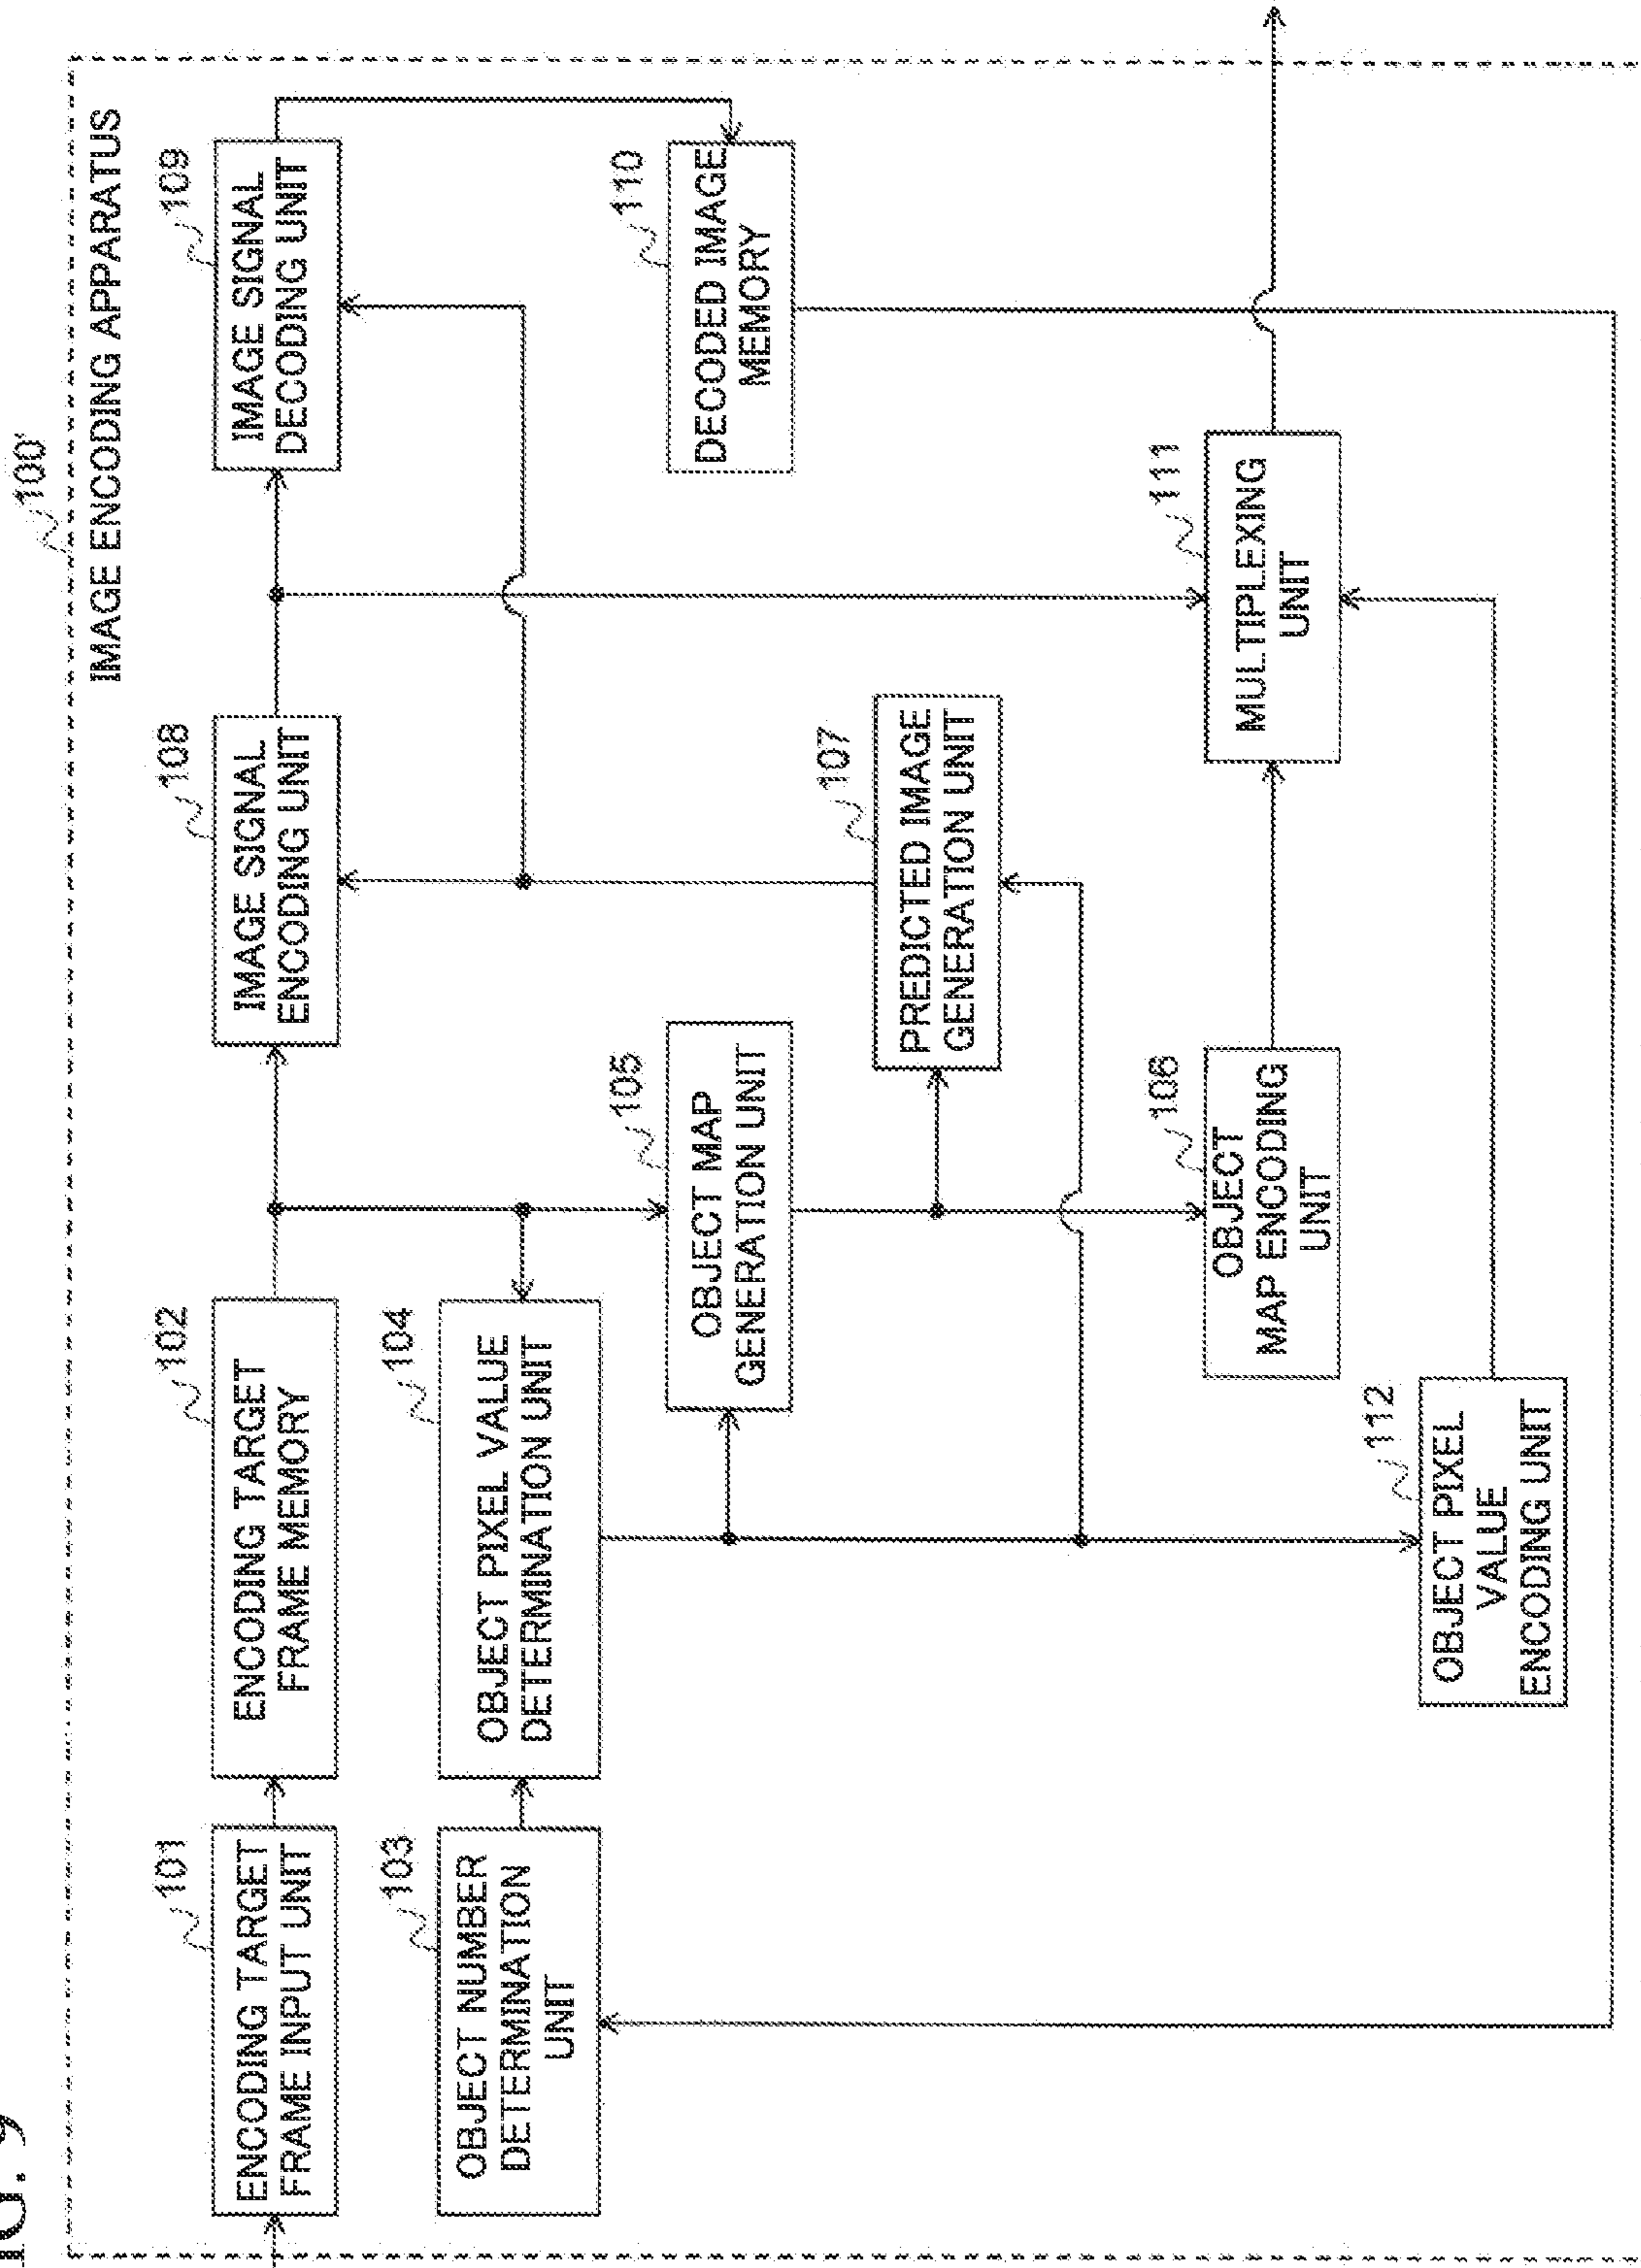 FIG. 9
100'
IMAGE ENCODING APPARATUS
101
ENCODING TARGET
FRAME INPUT UNIT
102
ENCODING TARGET
FRAME MEMORY
108
IMAGE SIGNAL
ENCODING UNIT
109
IMAGE SIGNAL
DECODING UNIT
103
OBJECT NUMBER
DETERMINATION
UNIT
104
OBJECT PIXEL VALUE
DETERMINATION UNIT
105
OBJECT MAP
GENERATION UNIT
110
DECODED IMAGE
MEMORY
107
PREDICTED IMAGE
GENERATION UNIT
106
OBJECT
MAP ENCODING
UNIT
111
MULTIPLEXING
UNIT
112
OBJECT PIXEL
VALUE
ENCODING UNIT